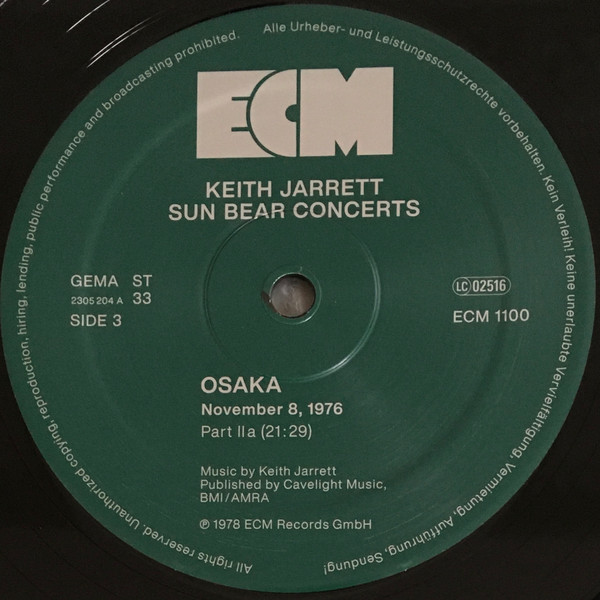 ECM
KEITH JARRETT
SUN BEAR CONCERTS
GEMA ST
2305 204 A 33
SIDE 3
LC 02516
ECM 1100
OSAKA
November 8, 1976
Part IIa (21:29)
Music by Keith Jarrett
Published by Cavelight Music,
BMI/AMRA
℗ 1978 ECM Records GmbH
Alle Urheber- und Leistungsschutzrechte vorbehalten. Kein Verleih! Keine unerlaubte Vervielfältigung, Vermietung, Aufführung, Sendung!
All rights reserved. Unauthorized copying, reproduction, hiring, lending, public performance and broadcasting prohibited.